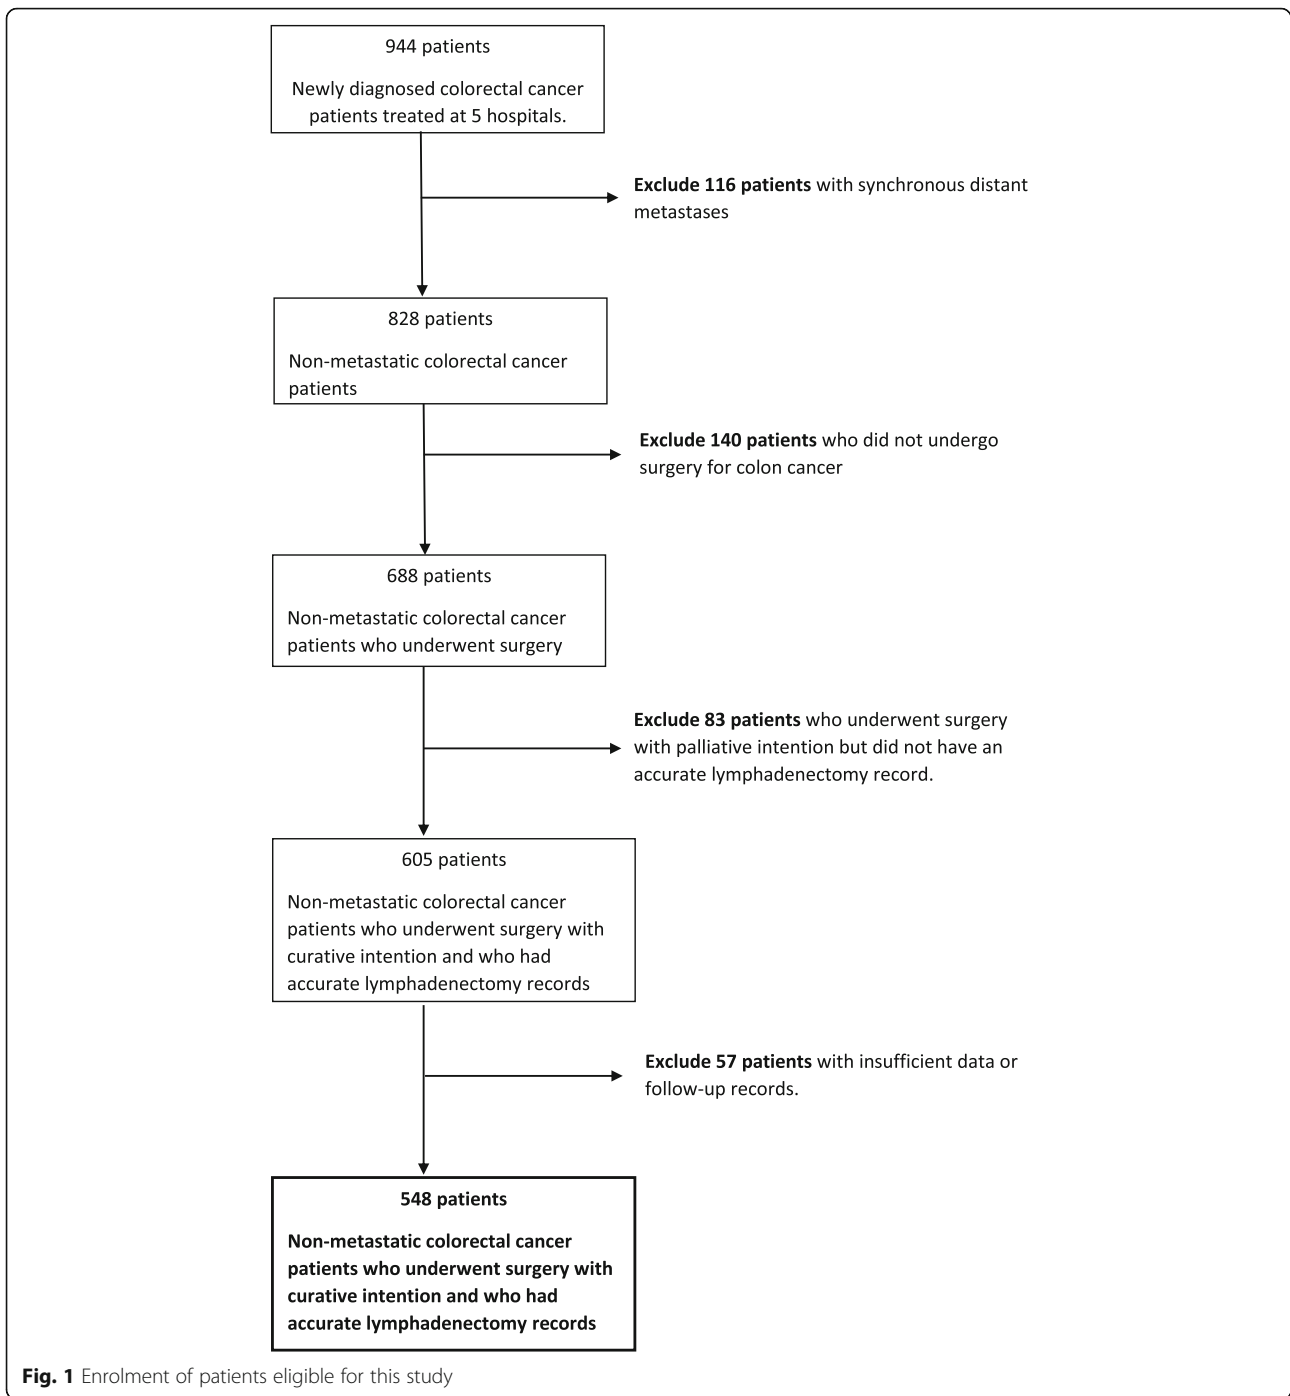 944 patients
Newly diagnosed colorectal cancer
patients treated at 5 hospitals.
Exclude 116 patients with synchronous distant
metastases
828 patients
Non-metastatic colorectal cancer
patients
Exclude 140 patients who did not undergo
surgery for colon cancer
688 patients
Non-metastatic colorectal cancer
patients who underwent surgery
Exclude 83 patients who underwent surgery
with palliative intention but did not have an
accurate lymphadenectomy record.
605 patients
Non-metastatic colorectal cancer
patients who underwent surgery with
curative intention and who had
accurate lymphadenectomy records
Exclude 57 patients with insufficient data or
follow-up records.
548 patients
Non-metastatic colorectal cancer
patients who underwent surgery with
curative intention and who had
accurate lymphadenectomy records
Fig. 1 Enrolment of patients eligible for this study